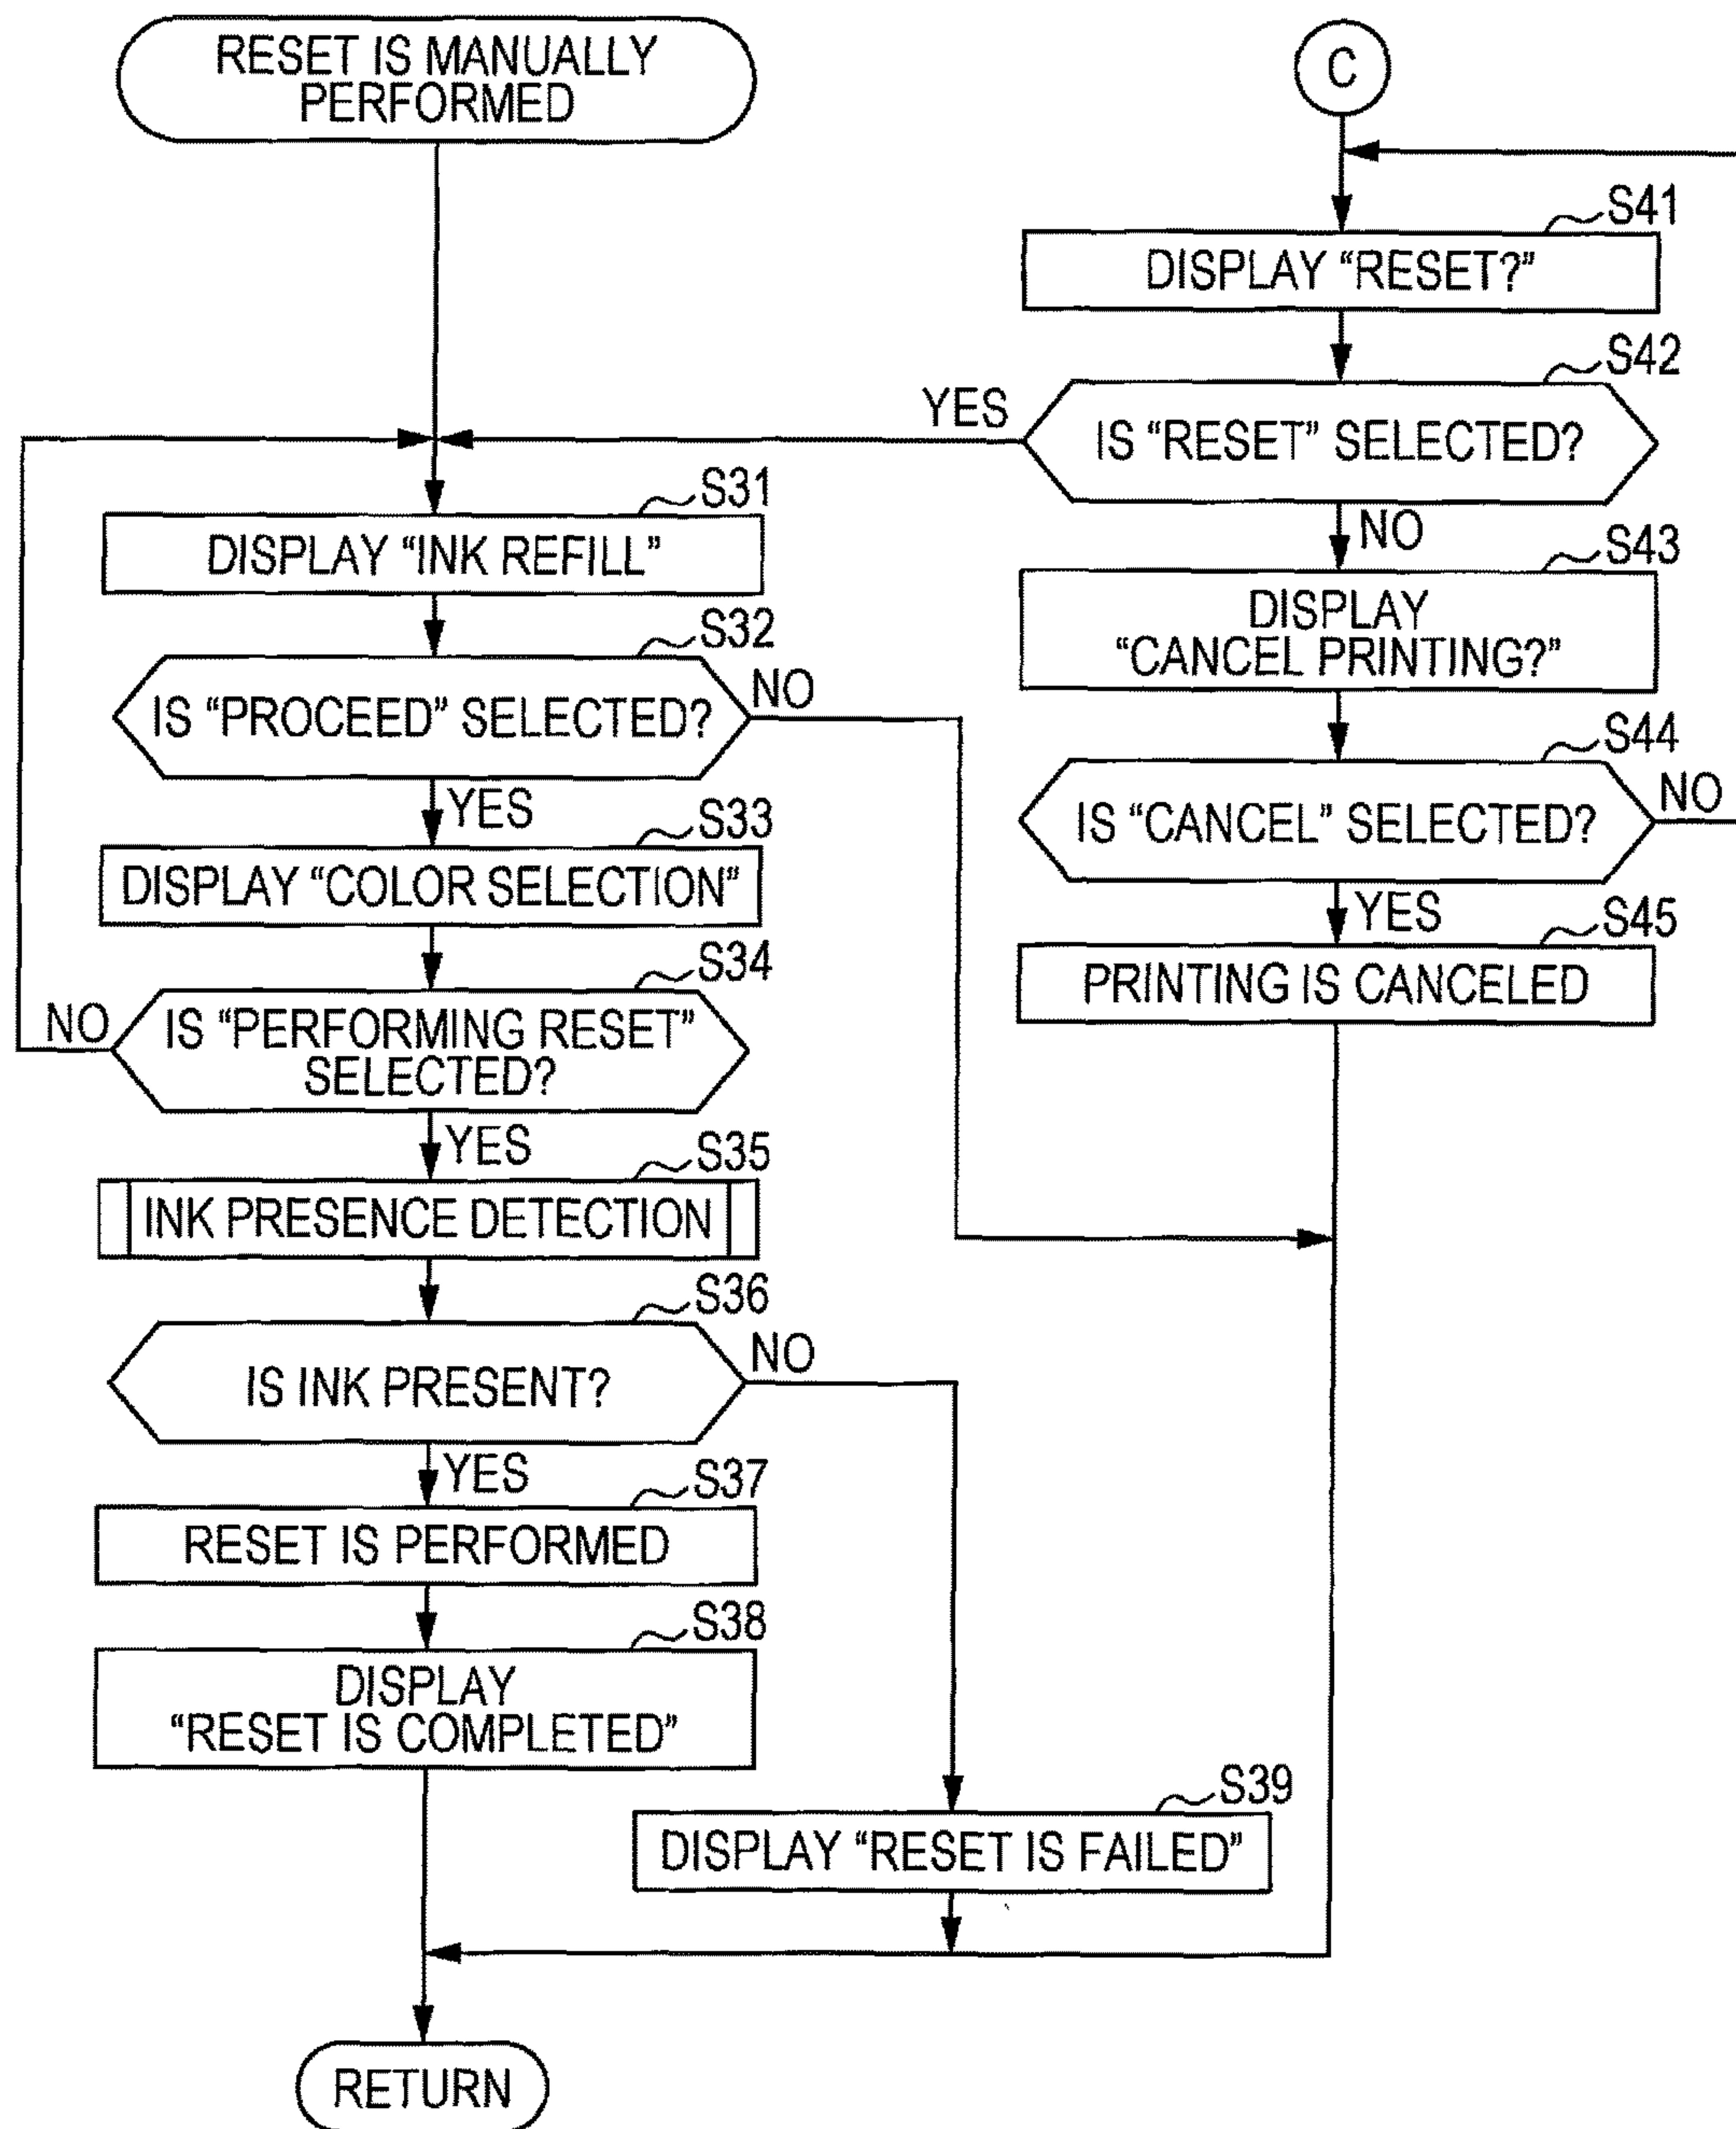 RESET IS MANUALLY
PERFORMED
S31
DISPLAY “INK REFILL”
S32
IS “PROCEED” SELECTED?
NO
YES
S33
DISPLAY “COLOR SELECTION”
S34
NO
IS “PERFORMING RESET”
SELECTED?
YES
S35
INK PRESENCE DETECTION
S36
IS INK PRESENT?
NO
YES
S37
RESET IS PERFORMED
S38
DISPLAY
“RESET IS COMPLETED”
S39
DISPLAY “RESET IS FAILED”
RETURN
C
S41
DISPLAY “RESET?”
S42
YES
IS “RESET” SELECTED?
NO
S43
DISPLAY
“CANCEL PRINTING?”
S44
IS “CANCEL” SELECTED?
NO
YES
S45
PRINTING IS CANCELED